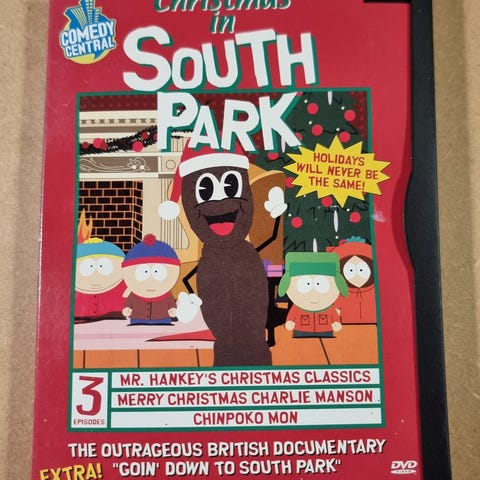 Christmas
in
SOUTH
PARK
COMEDY
CENTRAL
HOLIDAYS
WILL NEVER BE
THE SAME!
3
EPISODES
MR. HANKEY'S CHRISTMAS CLASSICS
MERRY CHRISTMAS CHARLIE MANSON
CHINPOKO MON
THE OUTRAGEOUS BRITISH DOCUMENTARY
EXTRA! "GOIN' DOWN TO SOUTH PARK"
DVD
VIDEO